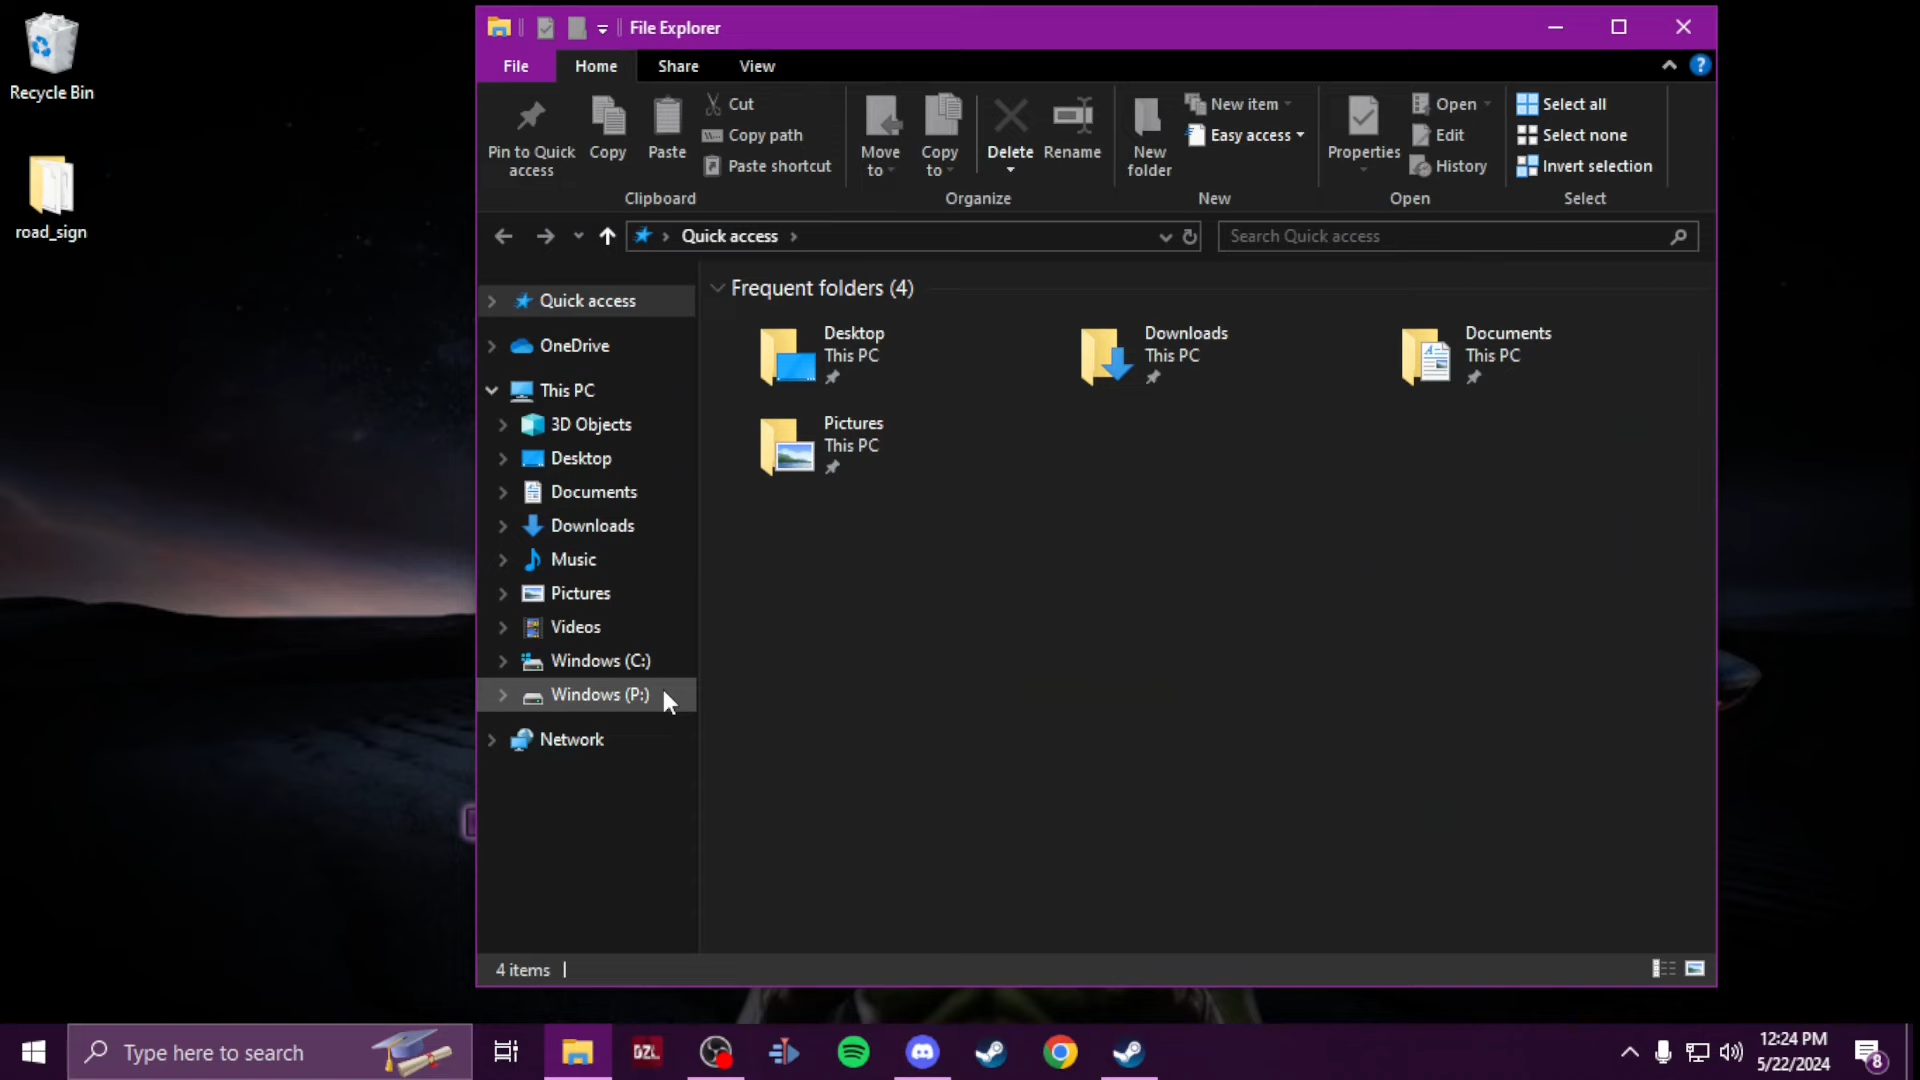 Recycle Bin
road_sign
File Explorer
File
Home
Share
View
Pin to Quick
access
Copy
Paste
Cut
Copy path
Paste shortcut
Clipboard
Move
to
Copy
to
Delete
Rename
Organize
New
folder
New item
Easy access
New
Properties
Open
Edit
History
Open
Select all
Select none
Invert selection
Select
Quick access
Search Quick access
Quick access
OneDrive
This PC
3D Objects
Desktop
Documents
Downloads
Music
Pictures
Videos
Windows (C:)
Windows (P:)
Network
Frequent folders (4)
Desktop
This PC
Downloads
This PC
Documents
This PC
Pictures
This PC
4 items
Type here to search
DZL
12:24 PM
5/22/2024
8